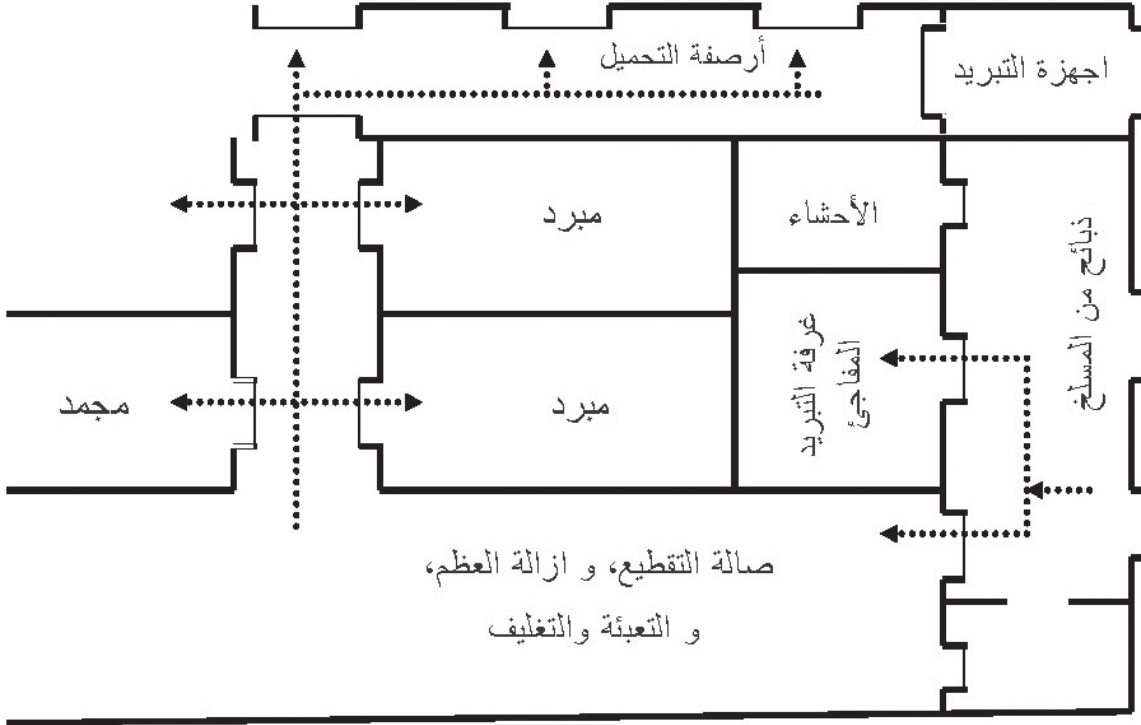 أرصفة التحميل
اجهزة التبريد
مبرد
الأحشاء
ذبائح من المسلخ
غرفة التبريد
المفاجئ
مجمد
مبرد
صالة التقطيع، و ازالة العظم،
و التعبئة والتغليف